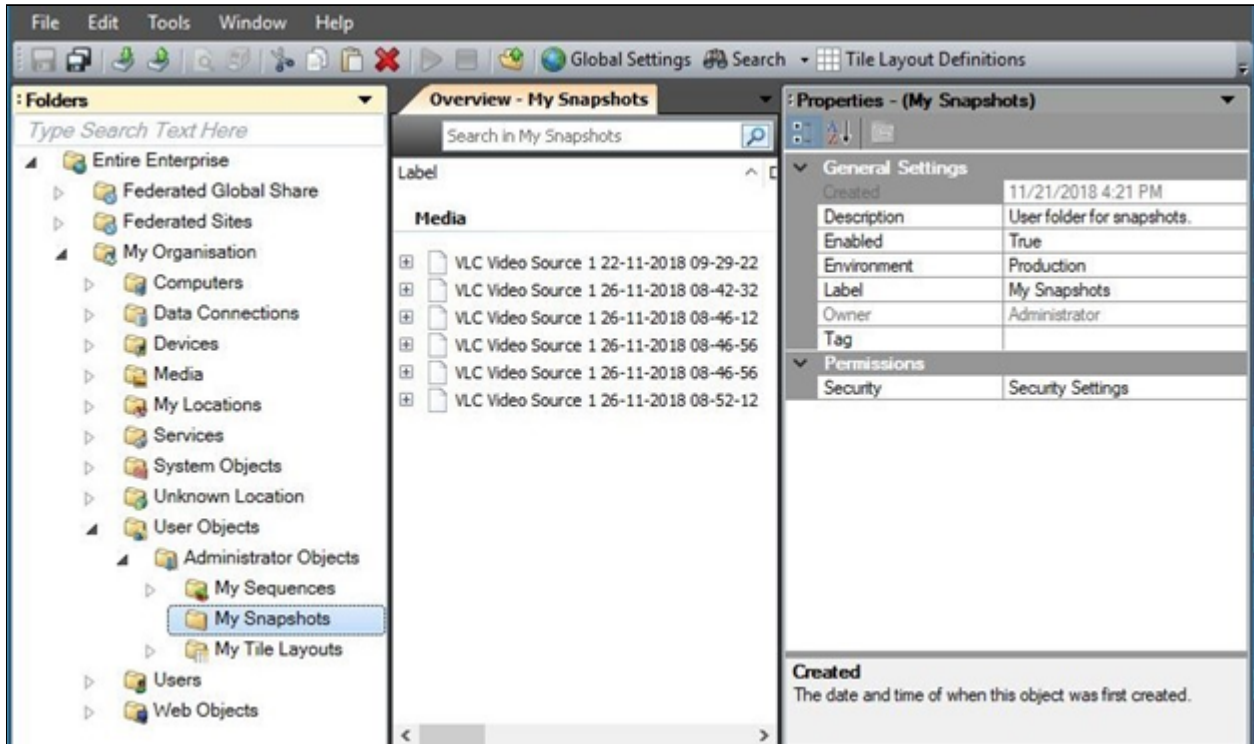 File Edit Tools Window Help
Global Settings Search Tile Layout Definitions
Folders
Type Search Text Here
Entire Enterprise
Federated Global Share
Federated Sites
My Organisation
Computers
Data Connections
Devices
Media
My Locations
Services
System Objects
Unknown Location
User Objects
Administrator Objects
My Sequences
My Snapshots
My Tile Layouts
Users
Web Objects
Overview - My Snapshots
Search in My Snapshots
Label
Media
VLC Video Source 1 22-11-2018 09-29-22
VLC Video Source 1 26-11-2018 08-42-32
VLC Video Source 1 26-11-2018 08-46-12
VLC Video Source 1 26-11-2018 08-46-56
VLC Video Source 1 26-11-2018 08-46-56
VLC Video Source 1 26-11-2018 08-52-12
Properties - (My Snapshots)
General Settings
Created 11/21/2018 4:21 PM
Description User folder for snapshots.
Enabled True
Environment Production
Label My Snapshots
Owner Administrator
Tag
Permissions
Security Security Settings
Created
The date and time of when this object was first created.